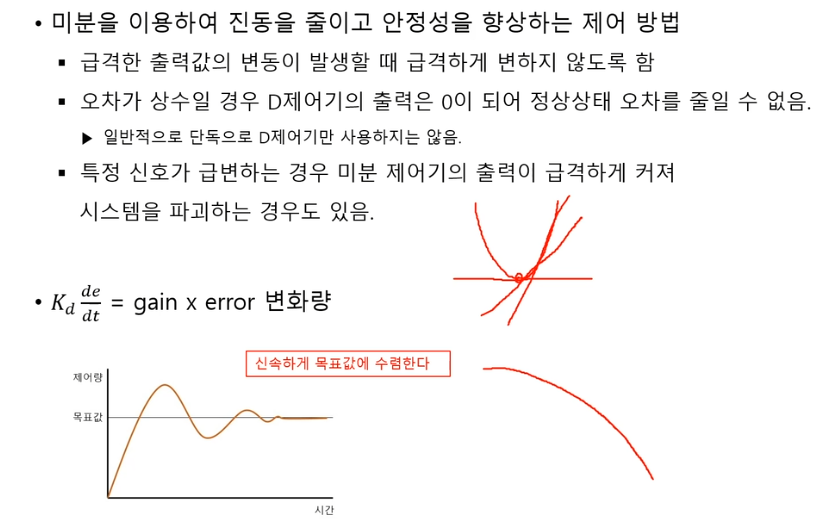 • 미분을 이용하여 진동을 줄이고 안정성을 향상하는 제어 방법
▪ 급격한 출력값의 변동이 발생할 때 급격하게 변하지 않도록 함
▪ 오차가 상수일 경우 D제어기의 출력은 0이 되어 정상상태 오차를 줄일 수 없음.
▶ 일반적으로 단독으로 D제어기만 사용하지는 않음.
▪ 특정 신호가 급변하는 경우 미분 제어기의 출력이 급격하게 커져
시스템을 파괴하는 경우도 있음.
• K_d de/dt = gain x error 변화량
신속하게 목표값에 수렴한다
제어량
목표값
시간